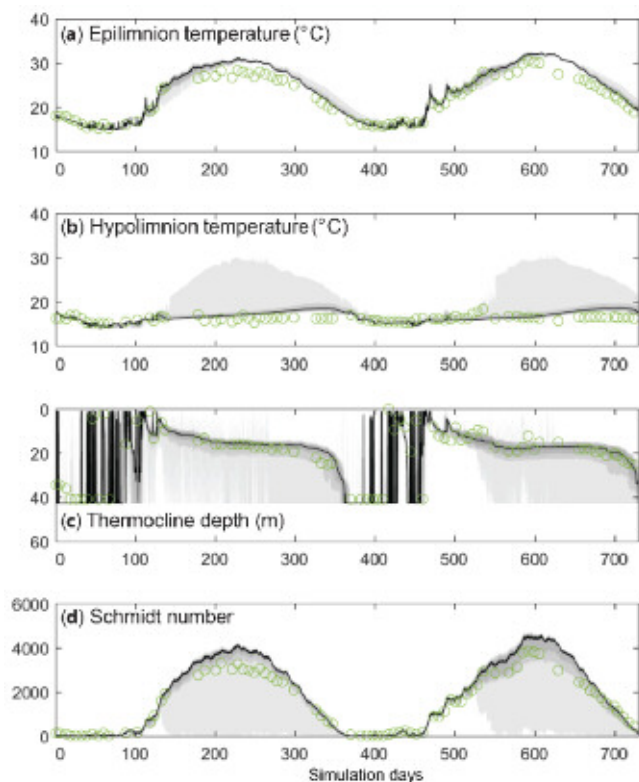 40
(a) Epilimnion temperature (°C)
30
20
10
0 100 200 300 400 500 600 700
40
(b) Hypolimnion temperature (°C)
30
20
10
0 100 200 300 400 500 600 700
0
20
40
(c) Thermocline depth (m)
60
0 100 200 300 400 500 600 700
6000
(d) Schmidt number
4000
2000
0
0 100 200 300 400 500 600 700
Simulation days